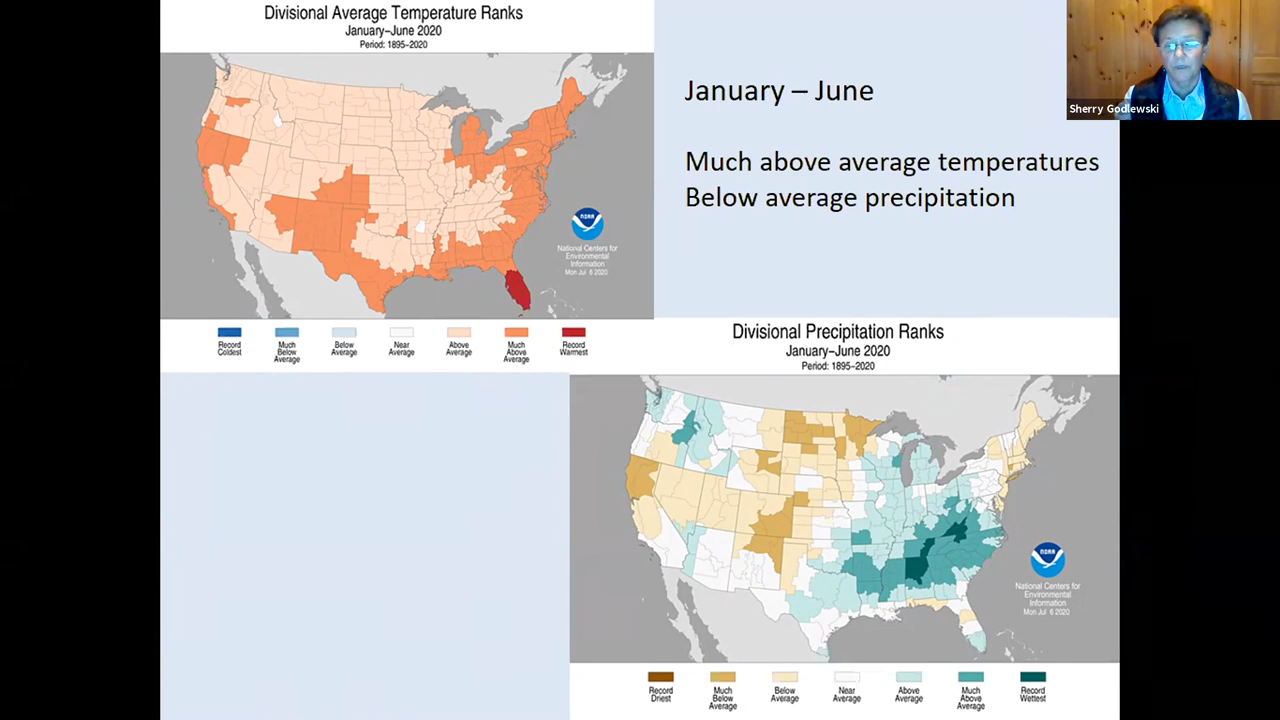 Divisional Average Temperature Ranks
January–June 2020
Period: 1895–2020
NOAA
National Centers for
Environmental
Information
Mon Jul 6 2020
Record
Coldest
Much
Below
Average
Below
Average
Near
Average
Above
Average
Much
Above
Average
Record
Warmest
January – June
Much above average temperatures
Below average precipitation
Sherry Godlewski
Divisional Precipitation Ranks
January–June 2020
Period: 1895–2020
NOAA
National Centers for
Environmental
Information
Mon Jul 6 2020
Record
Driest
Much
Below
Average
Below
Average
Near
Average
Above
Average
Much
Above
Average
Record
Wettest